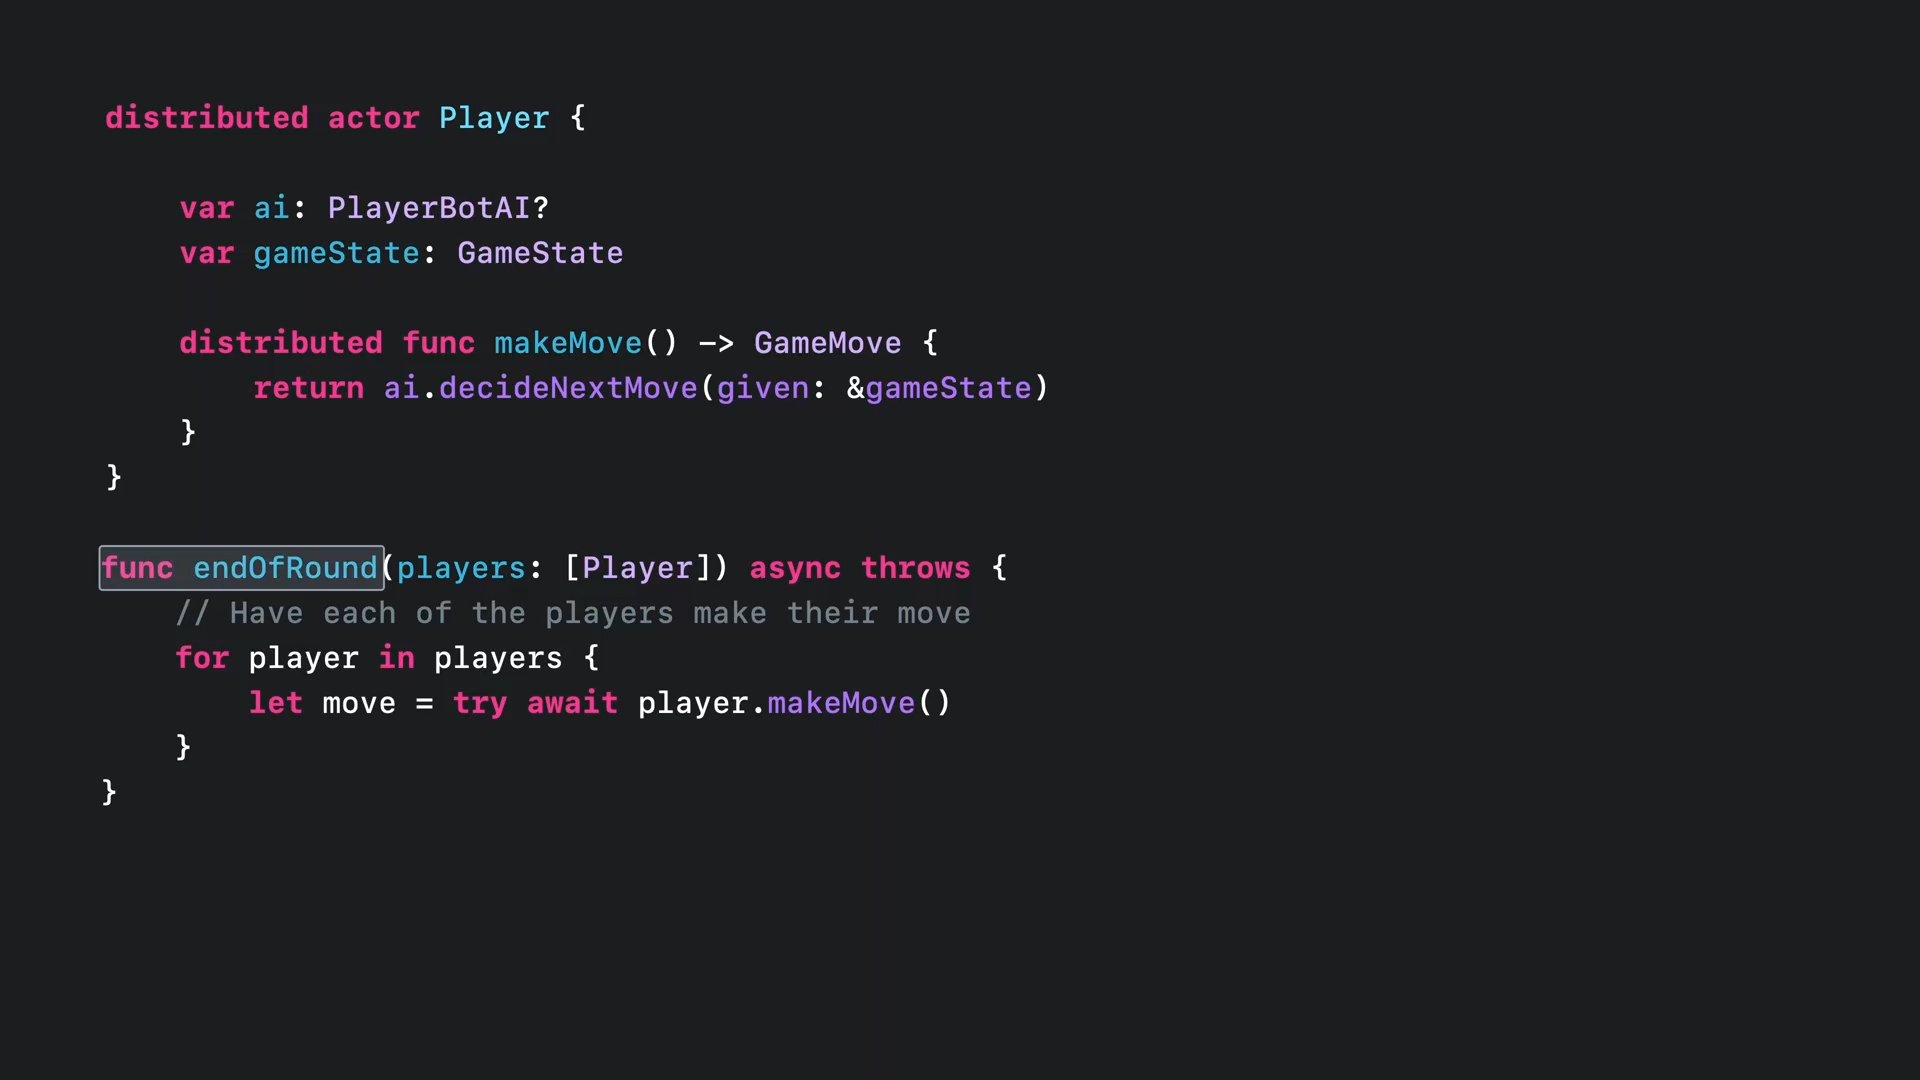 distributed actor Player {
var ai: PlayerBotAI?
var gameState: GameState
distributed func makeMove() -> GameMove {
return ai.decideNextMove(given: &gameState)
}
}
func endOfRound(players: [Player]) async throws {
// Have each of the players make their move
for player in players {
let move = try await player.makeMove()
}
}